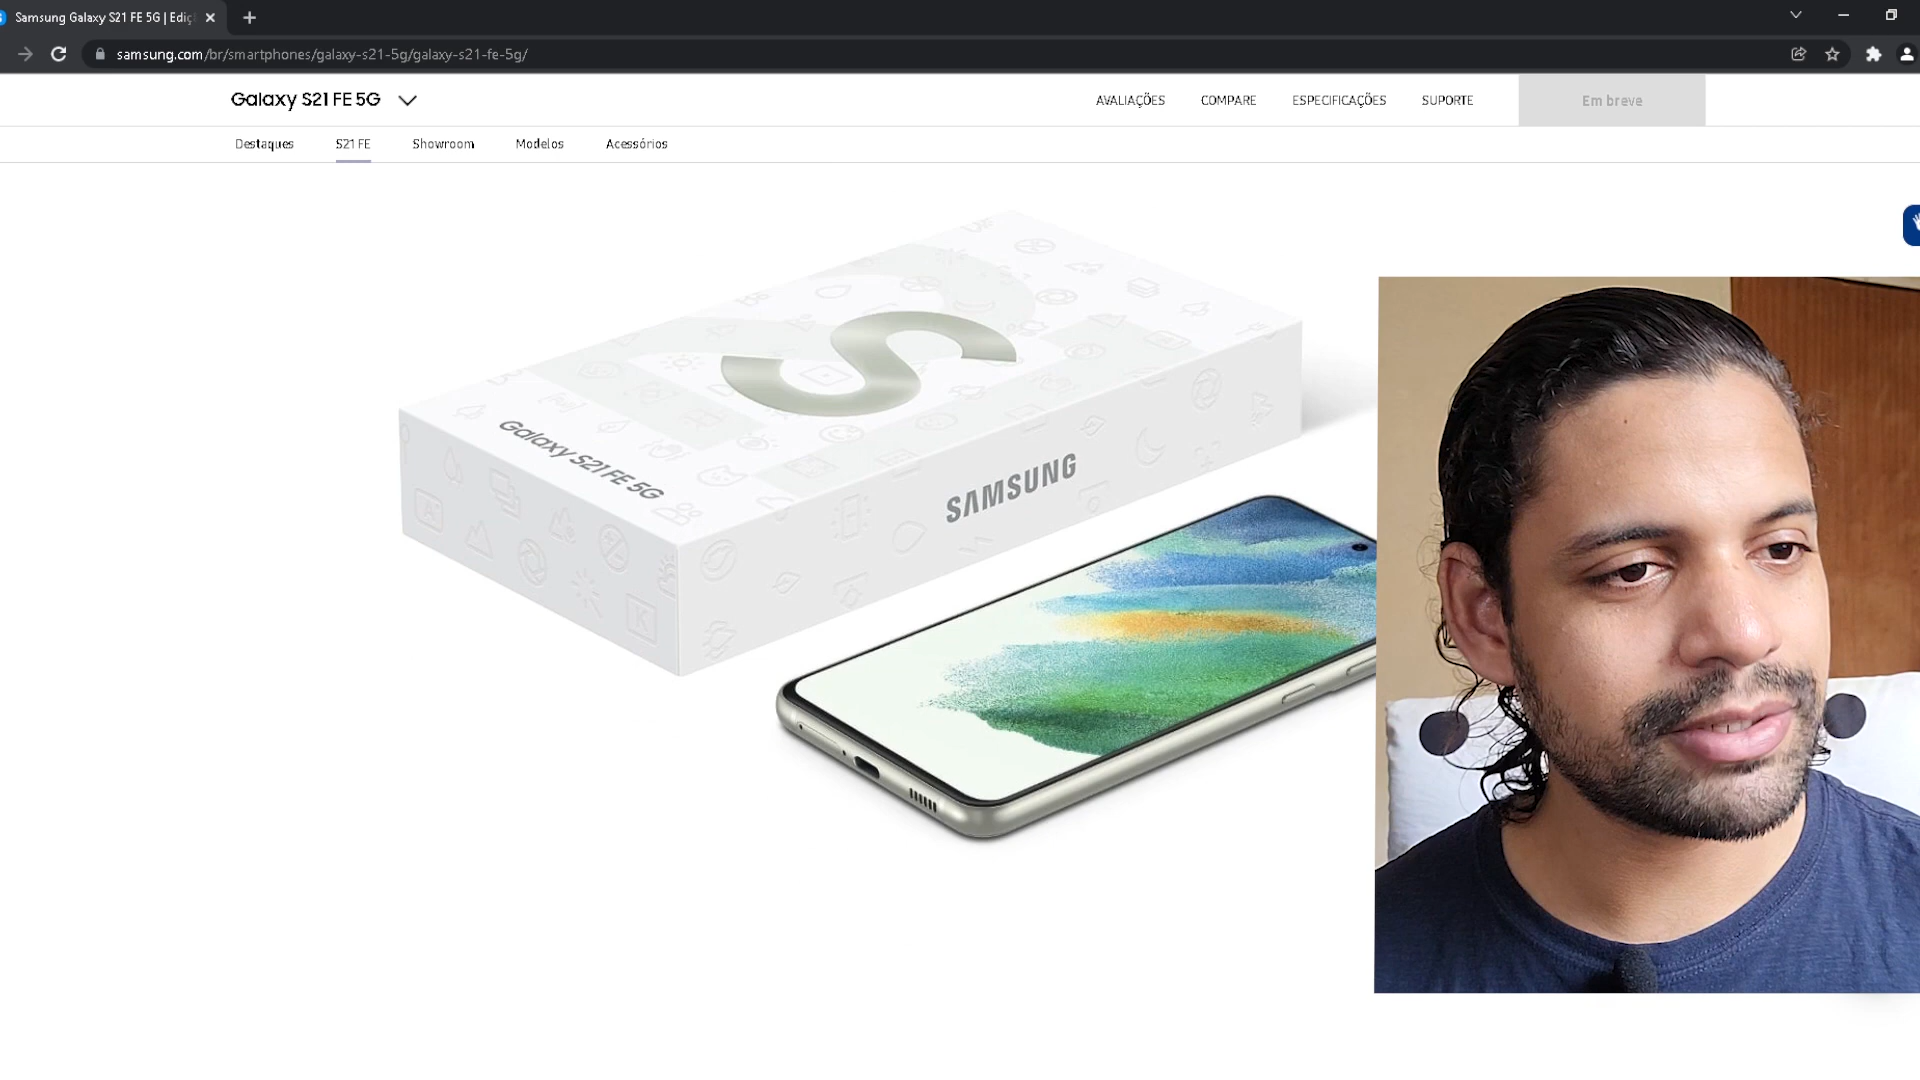 Samsung Galaxy S21 FE 5G | Ediç
samsung.com/br/smartphones/galaxy-s21-5g/galaxy-s21-fe-5g/
Galaxy S21 FE 5G
AVALIAÇÕES COMPARE ESPECIFICAÇÕES SUPORTE Em breve
Destaques S21 FE Showroom Modelos Acessórios
S
Galaxy S21 FE 5G
SAMSUNG
K